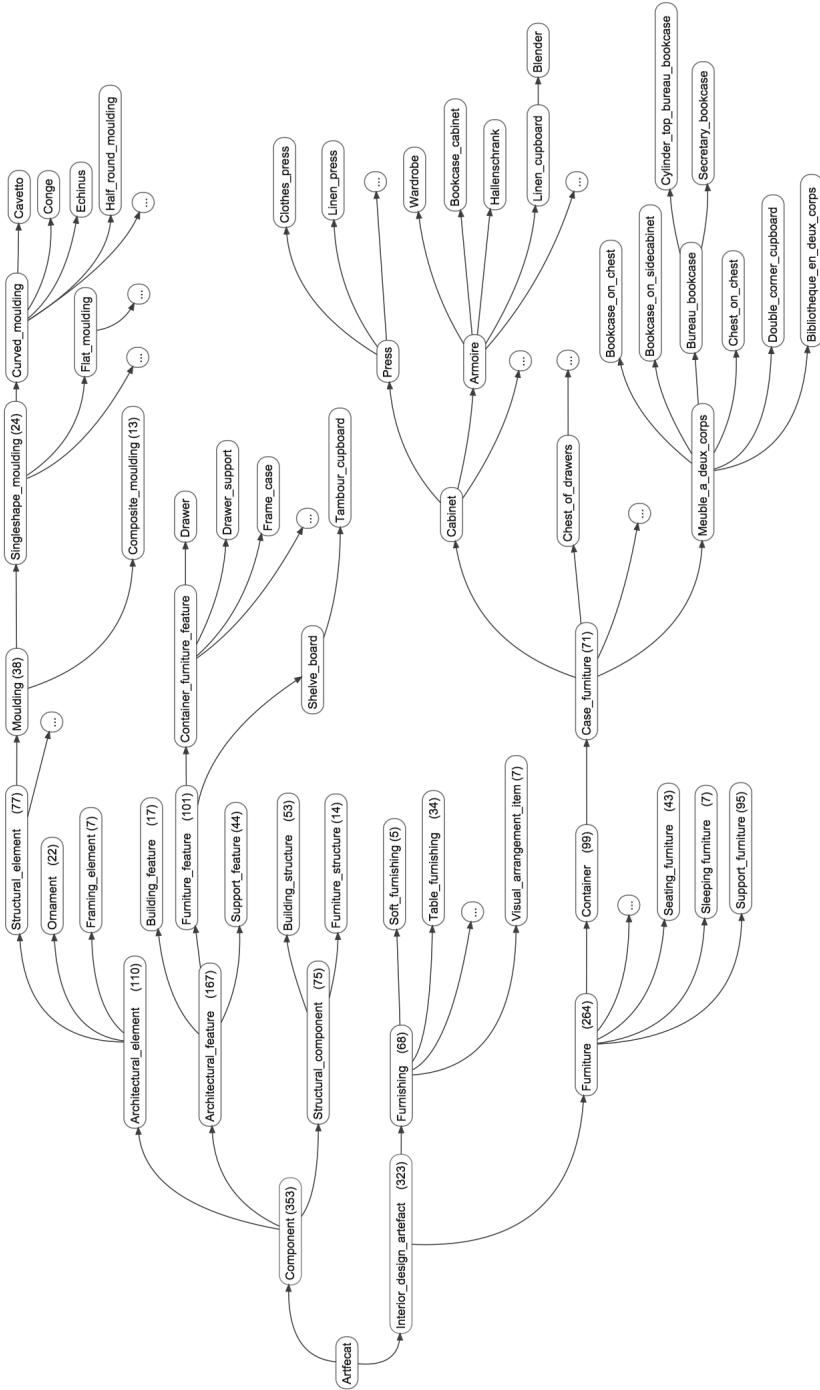 Artfecat
Component (353)
Interior_design_artefact (323)
Architectural_element (110)
Architectural_feature (167)
Structural_component (75)
Furnishing (68)
Furniture (264)
Structural_element (77)
Ornament (22)
Framing_element (7)
Building_feature (17)
Furniture_feature (101)
Support_feature (44)
Building_structure (53)
Furniture_structure (14)
Soft_furnishing (5)
Table_furnishing (34)
...
Visual_arrangement_item (7)
Container (99)
...
Seating_furniture (43)
Sleeping furniture (7)
Support_furniture (95)
Moulding (38)
...
Container_furniture_feature
Shelve_board
Case_furniture (71)
Singleshape_moulding (24)
Composite_moulding (13)
Drawer
Drawer_support
Frame_case
...
Tambour_cupboard
Cabinet
Chest_of_drawers
...
Meuble_a_deux_corps
Curved_moulding
Flat_moulding
...
Press
Armoire
...
...
Cavetto
Conge
Echinus
Half_round_moulding
...
...
Clothes_press
Linen_press
...
Wardrobe
Bookcase_cabinet
Hallenschrank
Linen_cupboard
...
Blender
Bookcase_on_chest
Bookcase_on_sidecabinet
Bureau_bookcase
Chest_on_chest
Double_corner_cupboard
Bibliotheque_en_deux_corps
Cylinder_top_bureau_bookcase
Secretary_bookcase